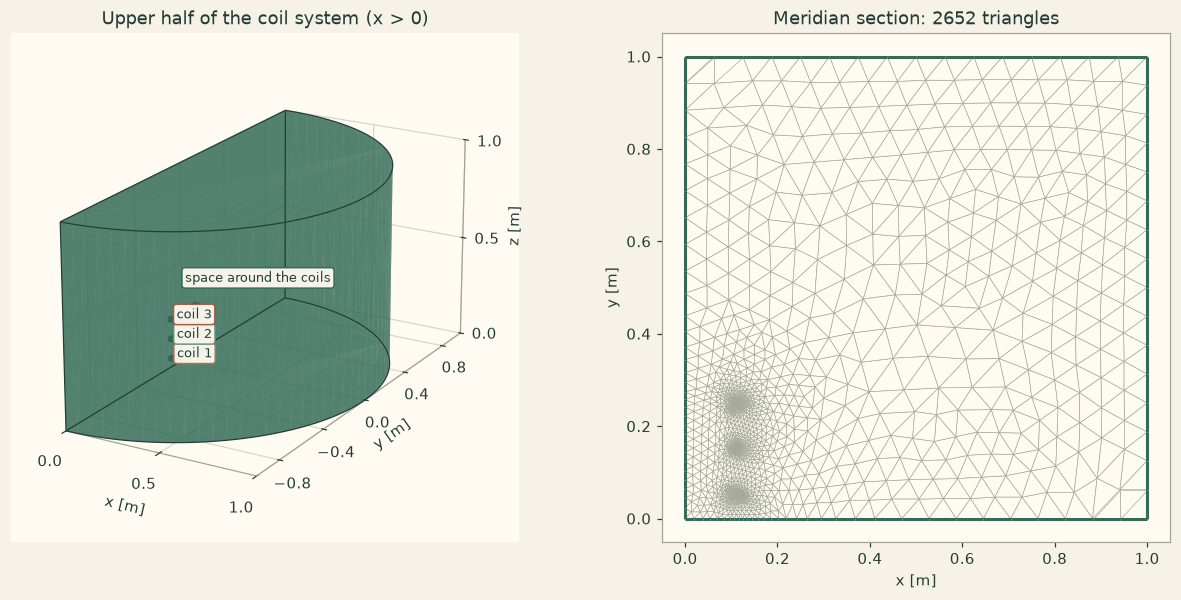 Upper half of the coil system (x > 0)
1.0
0.5
0.0
z [m]
space around the coils
coil 3
coil 2
coil 1
0.8
0.4
0.0
−0.4
−0.8
y [m]
0.0
0.5
1.0
x [m]
Meridian section: 2652 triangles
1.0
0.8
0.6
0.4
0.2
0.0
y [m]
0.0
0.2
0.4
0.6
0.8
1.0
x [m]